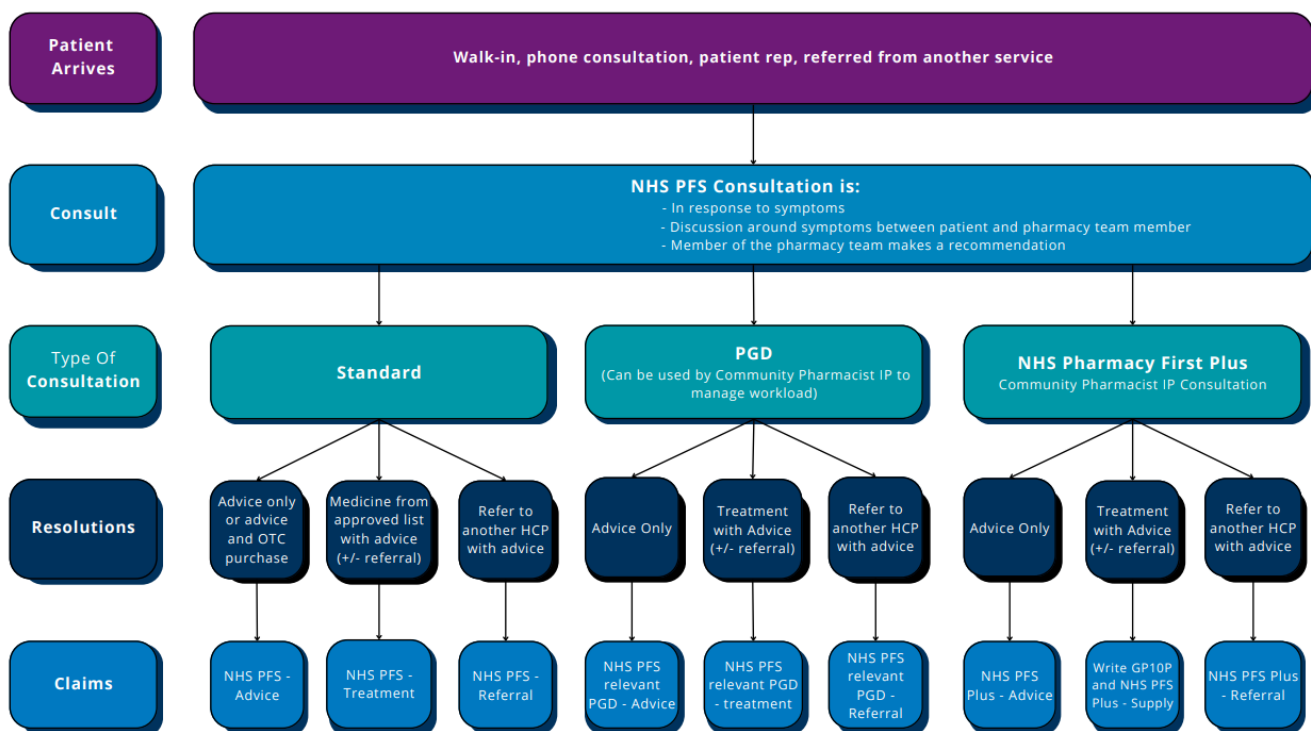 Patient
Arrives
Walk-in, phone consultation, patient rep, referred from another service
Consult
NHS PFS Consultation is:
- In response to symptoms
- Discussion around symptoms between patient and pharmacy team member
- Member of the pharmacy team makes a recommendation
Type Of
Consultation
Standard
PGD
(Can be used by Community Pharmacist IP to
manage workload)
NHS Pharmacy First Plus
Community Pharmacist IP Consultation
Resolutions
Advice only
or advice
and OTC
purchase
Medicine from
approved list
with advice
(+/- referral)
Refer to
another HCP
with advice
Advice Only
Treatment
with Advice
(+/- referral)
Refer to
another HCP
with advice
Advice Only
Treatment
with Advice
(+/- referral)
Refer to
another HCP
with advice
Claims
NHS PFS -
Advice
NHS PFS -
Treatment
NHS PFS -
Referral
NHS PFS
relevant
PGD - Advice
NHS PFS
relevant PGD
- treatment
NHS PFS
relevant
PGD -
Referral
NHS PFS
Plus - Advice
Write GP10P
and NHS PFS
Plus - Supply
NHS PFS Plus
- Referral